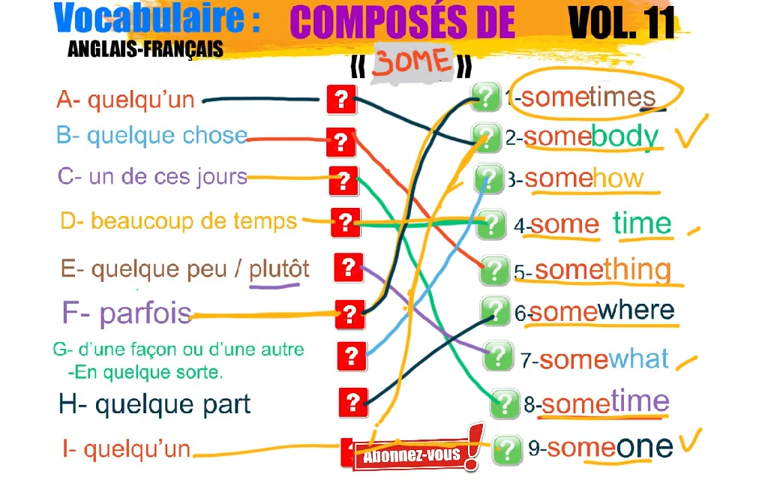 Vocabulaire : COMPOSÉS DE VOL. 11
ANGLAIS-FRANÇAIS « SOME »
A- quelqu'un ? ? 1-sometimes
B- quelque chose ? ? 2-somebody
C- un de ces jours ? ? 3-somehow
D- beaucoup de temps ? ? 4-some time
E- quelque peu / plutôt ? ? 5-something
F- parfois ? ? 6-somewhere
G- d'une façon ou d'une autre ? ? 7-somewhat
-En quelque sorte.
H- quelque part ? ? 8-sometime
I- quelqu'un Abonnez-vous ! ? 9-someone